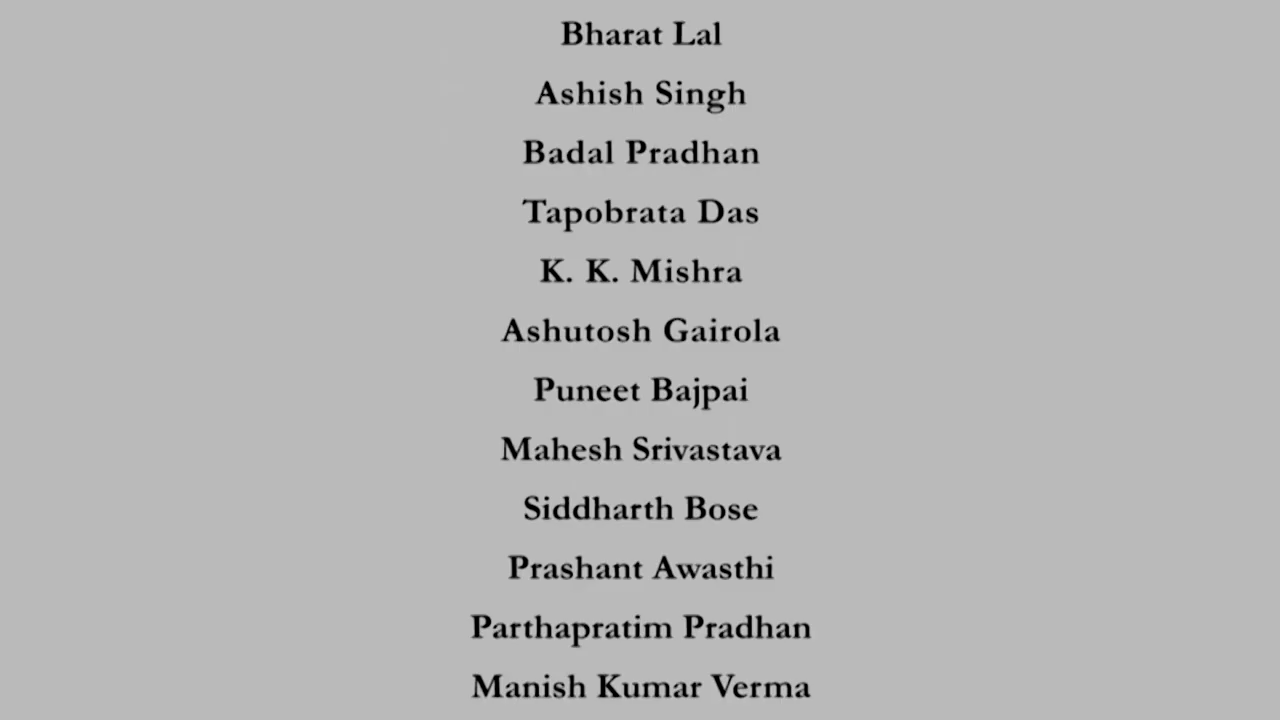 Bharat Lal
Ashish Singh
Badal Pradhan
Tapobrata Das
K. K. Mishra
Ashutosh Gairola
Puneet Bajpai
Mahesh Srivastava
Siddharth Bose
Prashant Awasthi
Parthapratim Pradhan
Manish Kumar Verma